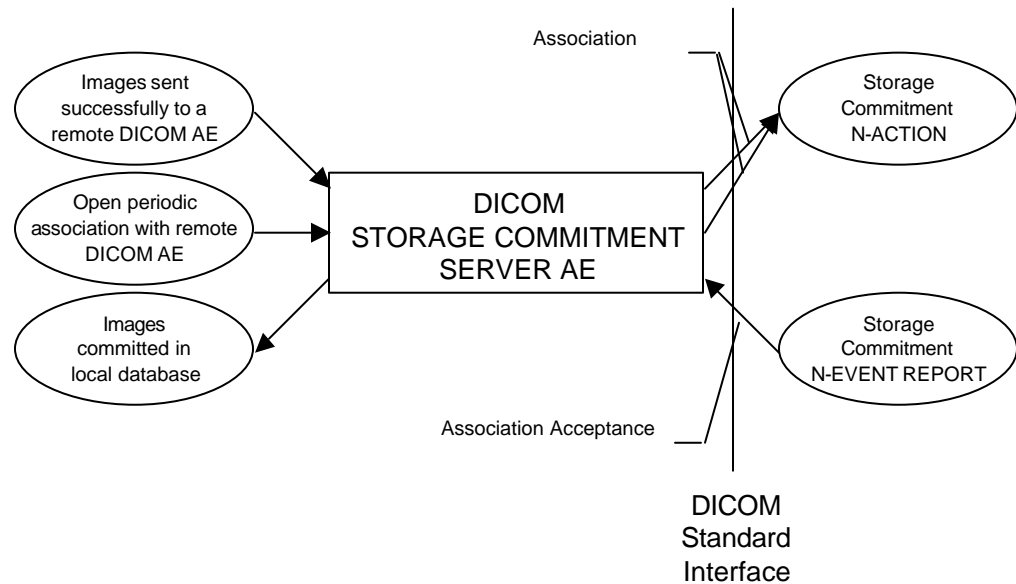 Association
Images sent
successfully to a
remote DICOM AE
Storage
Commitment
N-ACTION
Open periodic
association with remote
DICOM AE
DICOM
STORAGE COMMITMENT
SERVER AE
Images
committed in
local database
Storage
Commitment
N-EVENT REPORT
Association Acceptance
DICOM
Standard
Interface